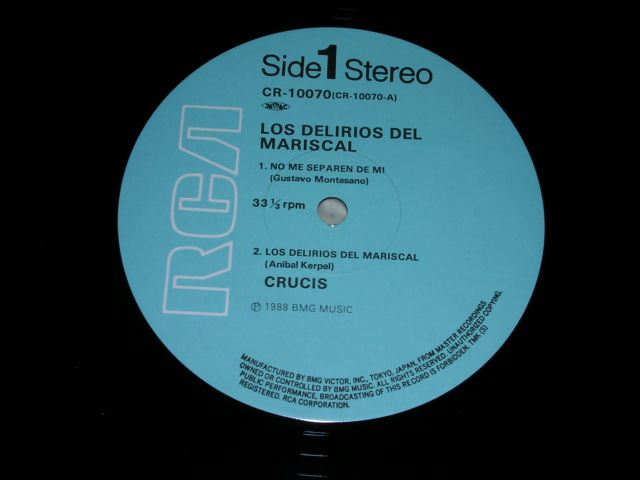 Side 1 Stereo
CR-10070 (CR-10070-A)
RCA
LOS DELIRIOS DEL
MARISCAL
1. NO ME SEPAREN DE MI
(Gustavo Montesano)
33 ⅓ rpm
2. LOS DELIRIOS DEL MARISCAL
(Anibal Kerpel)
CRUCIS
Ⓟ 1988 BMG MUSIC
MANUFACTURED BY BMG VICTOR, INC., TOKYO, JAPAN, FROM MASTER RECORDINGS
OWNED OR CONTROLLED BY BMG MUSIC. ALL RIGHTS RESERVED. UNAUTHORIZED COPYING,
PUBLIC PERFORMANCE, BROADCASTING OF THIS RECORD IS FORBIDDEN. TMK (S)
REGISTERED. RCA CORPORATION.